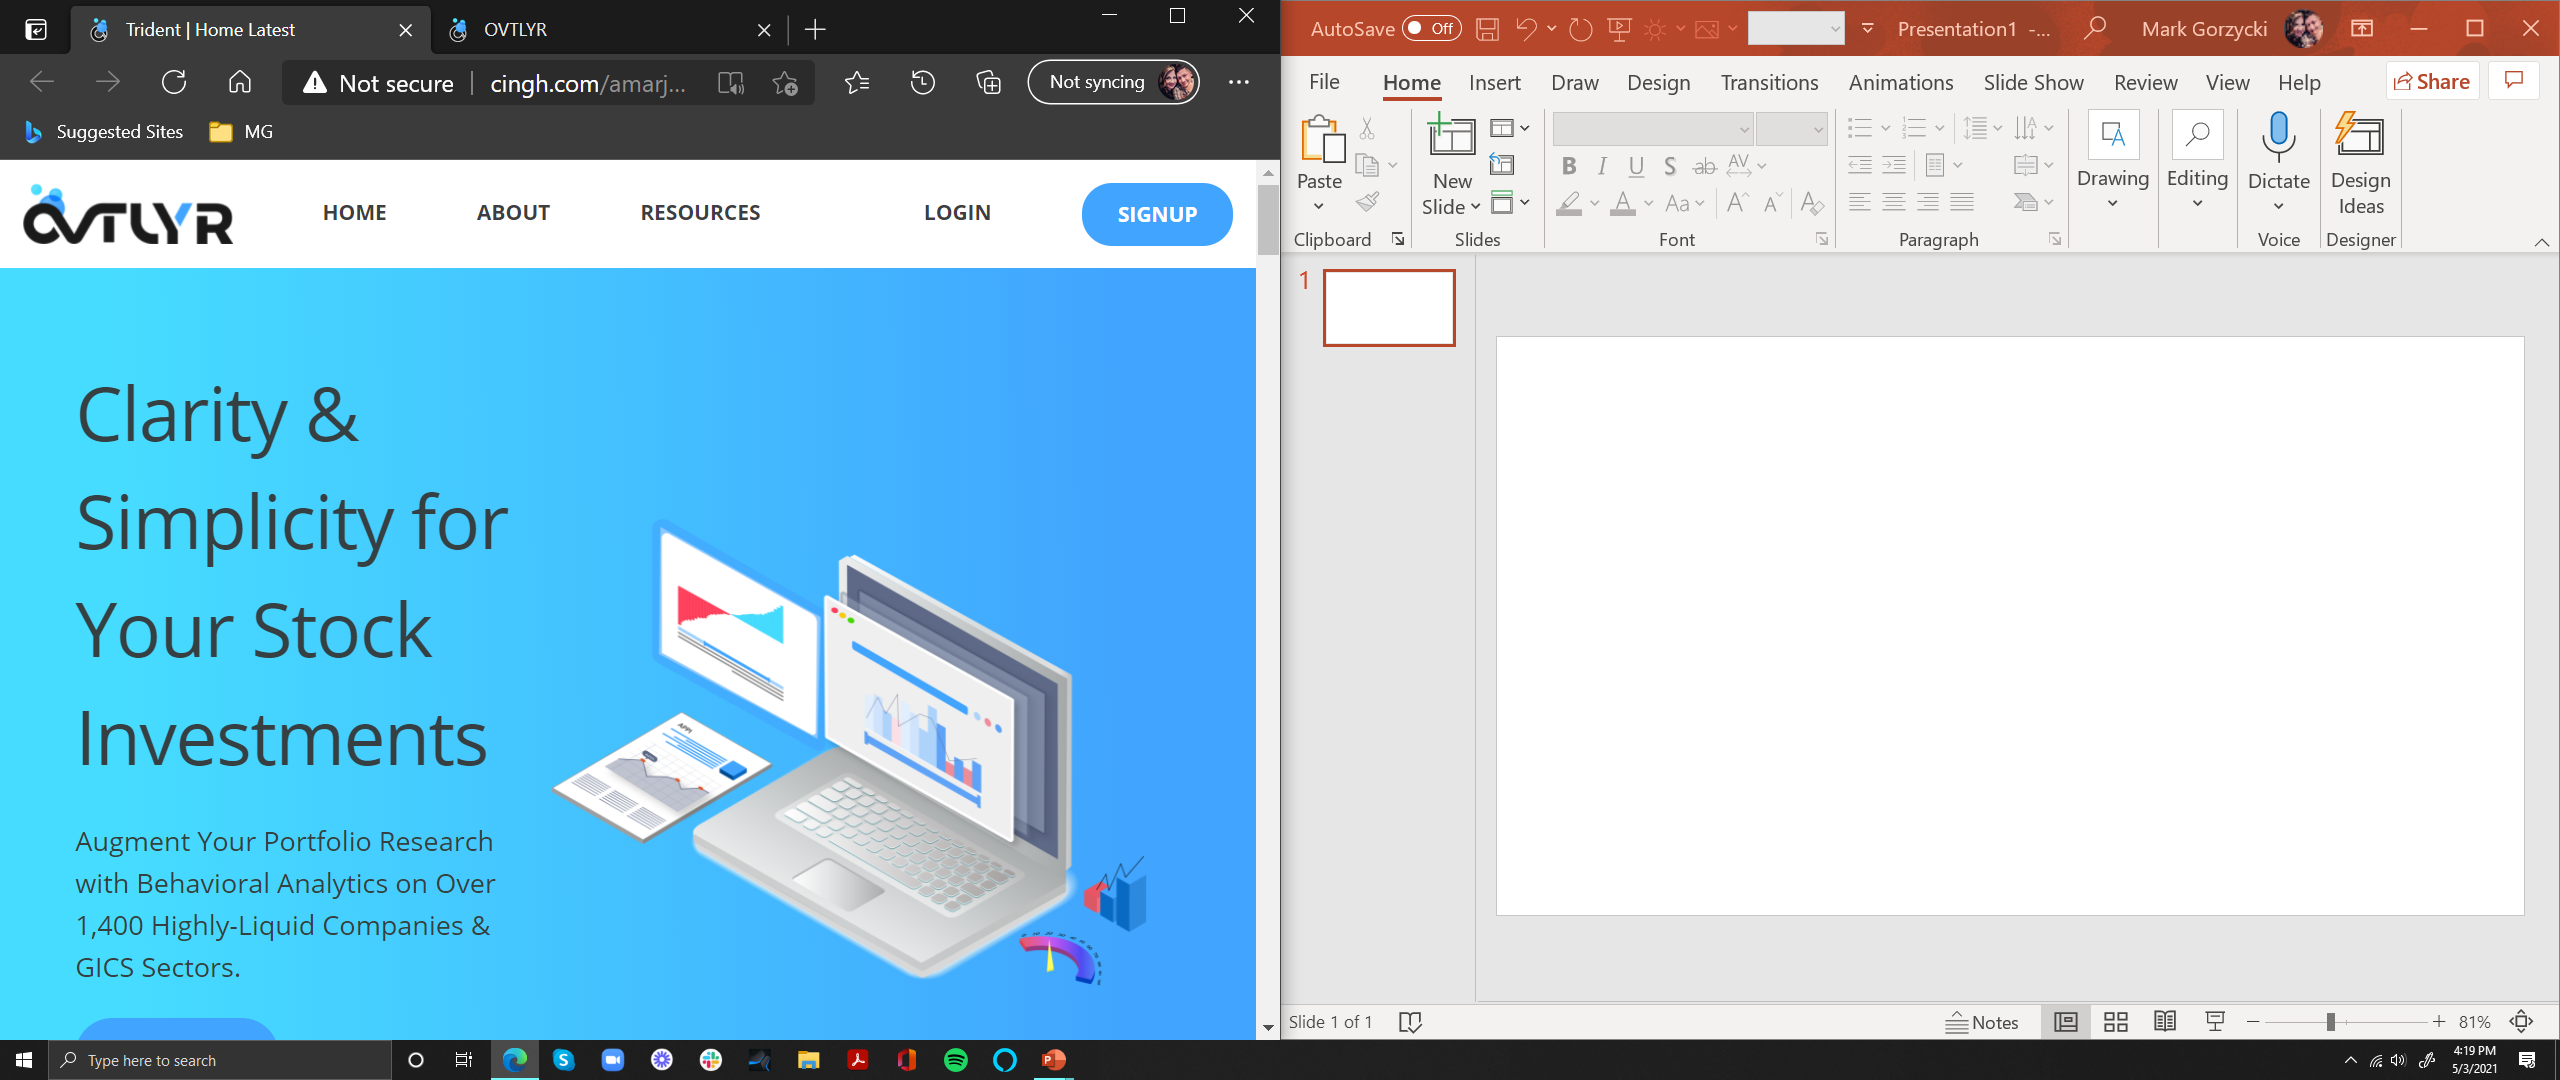 Trident | Home Latest
OVTLYR
Not secure
cingh.com/amarj...
Not syncing
Suggested Sites
MG
OVTLYR
HOME
ABOUT
RESOURCES
LOGIN
SIGNUP
Clarity &
Simplicity for
Your Stock
Investments
Augment Your Portfolio Research
with Behavioral Analytics on Over
1,400 Highly-Liquid Companies &
GICS Sectors.
AutoSave Off
Presentation1 -...
Mark Gorzycki
File Home Insert Draw Design Transitions Animations Slide Show Review View Help
Share
Paste
New
Slide
B I U S ab AV
A Aa A A A
Drawing
Editing
Dictate
Design
Ideas
Clipboard
Slides
Font
Paragraph
Voice
Designer
1
Slide 1 of 1
Notes
81%
Type here to search
4:19 PM
5/3/2021